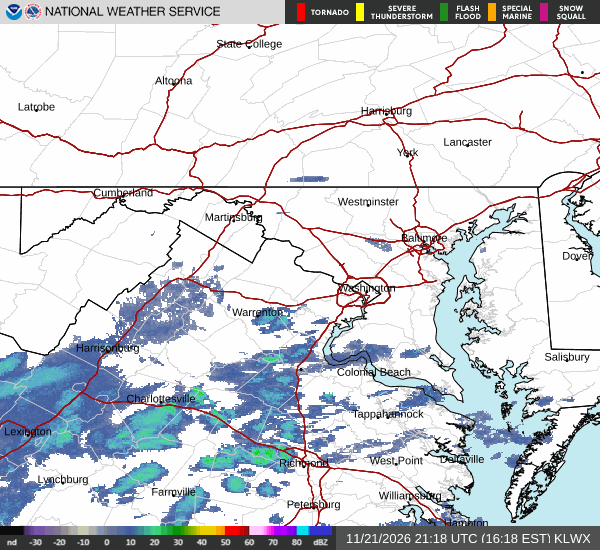 NATIONAL WEATHER SERVICE
TORNADO
SEVERE THUNDERSTORM
FLASH FLOOD
SPECIAL MARINE
SNOW SQUALL
State College
Altoona
Latrobe
Harrisburg
Lancaster
York
Cumberland
Westminster
Martinsburg
Baltimore
Dover
Washington
Warrenton
Harrisonburg
Salisbury
Colonial Beach
Charlottesville
Tappahannock
Lexington
Richmond
West Point
Deltaville
Lynchburg
Farmville
Williamsburg
Petersburg
Hampton
nd -30 -20 -10 0 10 20 30 40 50 60 70 80 dBZ
11/21/2026 21:18 UTC (16:18 EST) KLWX